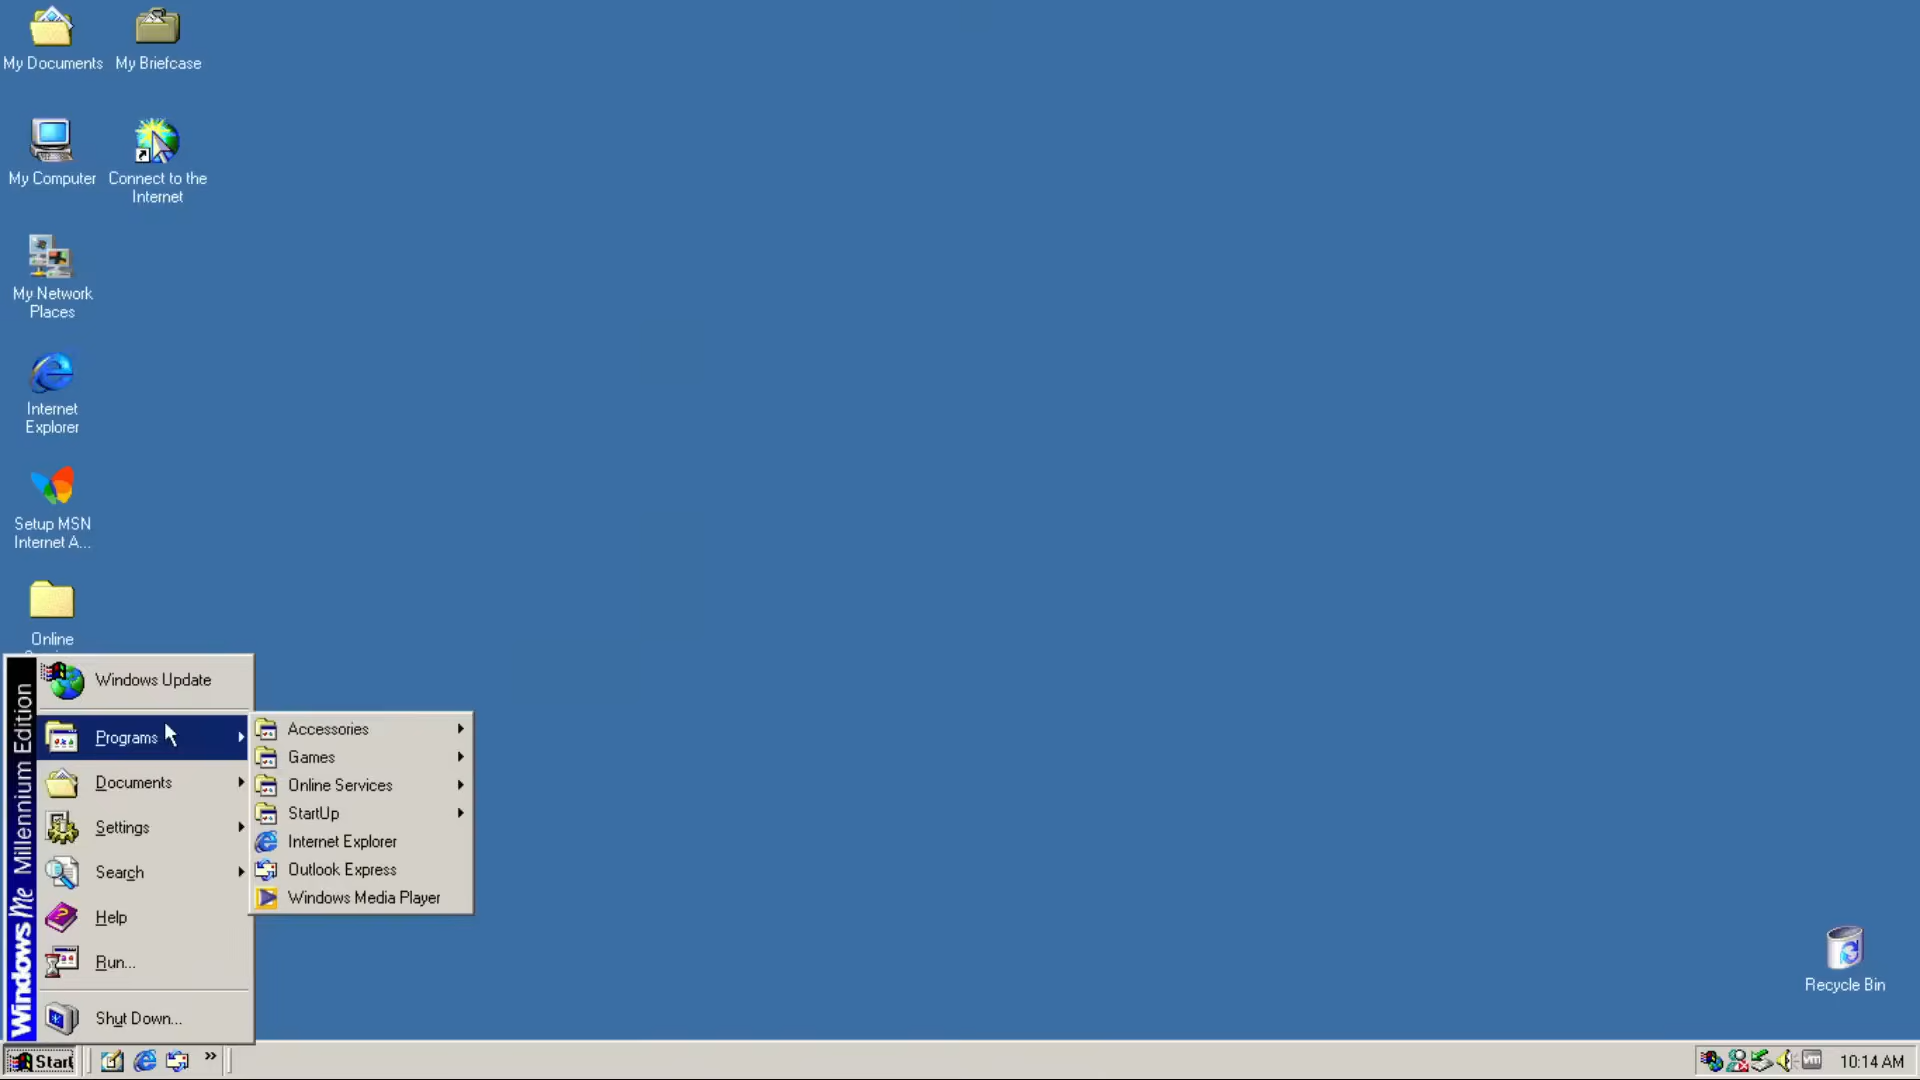 My Documents
My Briefcase
My Computer
Connect to the
Internet
My Network
Places
Internet
Explorer
Setup MSN
Internet A...
Online
Windows Update
Programs
Documents
Settings
Search
Help
Run...
Shut Down...
Windows Me Millennium Edition
Accessories
Games
Online Services
StartUp
Internet Explorer
Outlook Express
Windows Media Player
Recycle Bin
Start
»
vm
10:14 AM